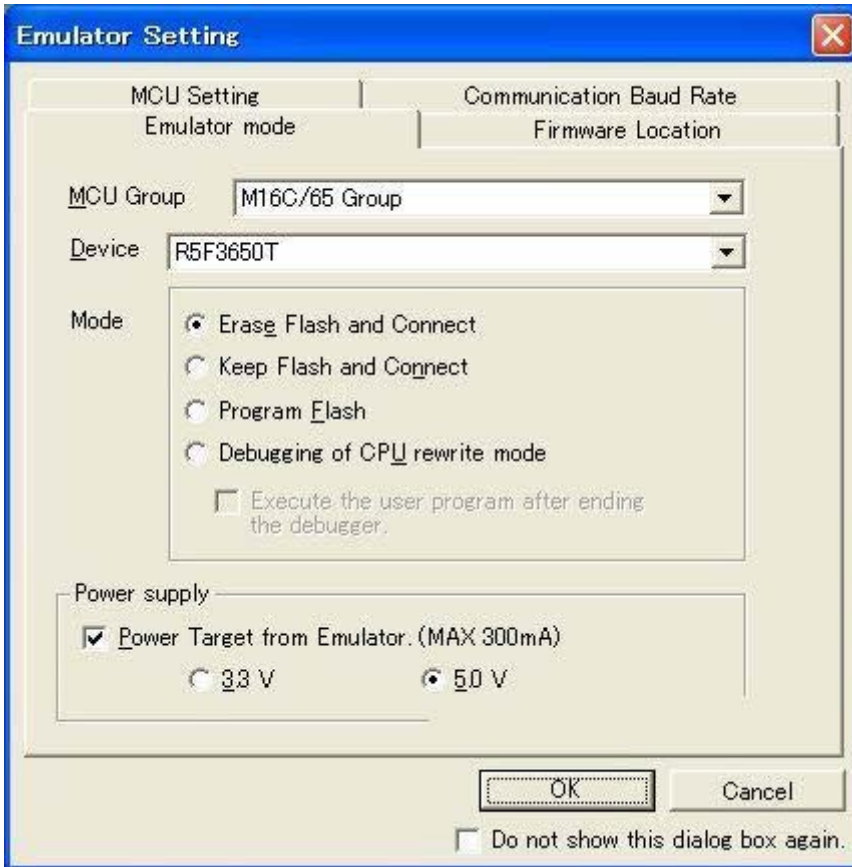 Emulator Setting
MCU Setting
Communication Baud Rate
Emulator mode
Firmware Location
MCU Group
M16C/65 Group
Device
R5F3650T
Mode
Erase Flash and Connect
Keep Flash and Connect
Program Flash
Debugging of CPU rewrite mode
Execute the user program after ending
the debugger.
Power supply
Power Target from Emulator. (MAX 300mA)
3.3 V
5.0 V
OK
Cancel
Do not show this dialog box again.